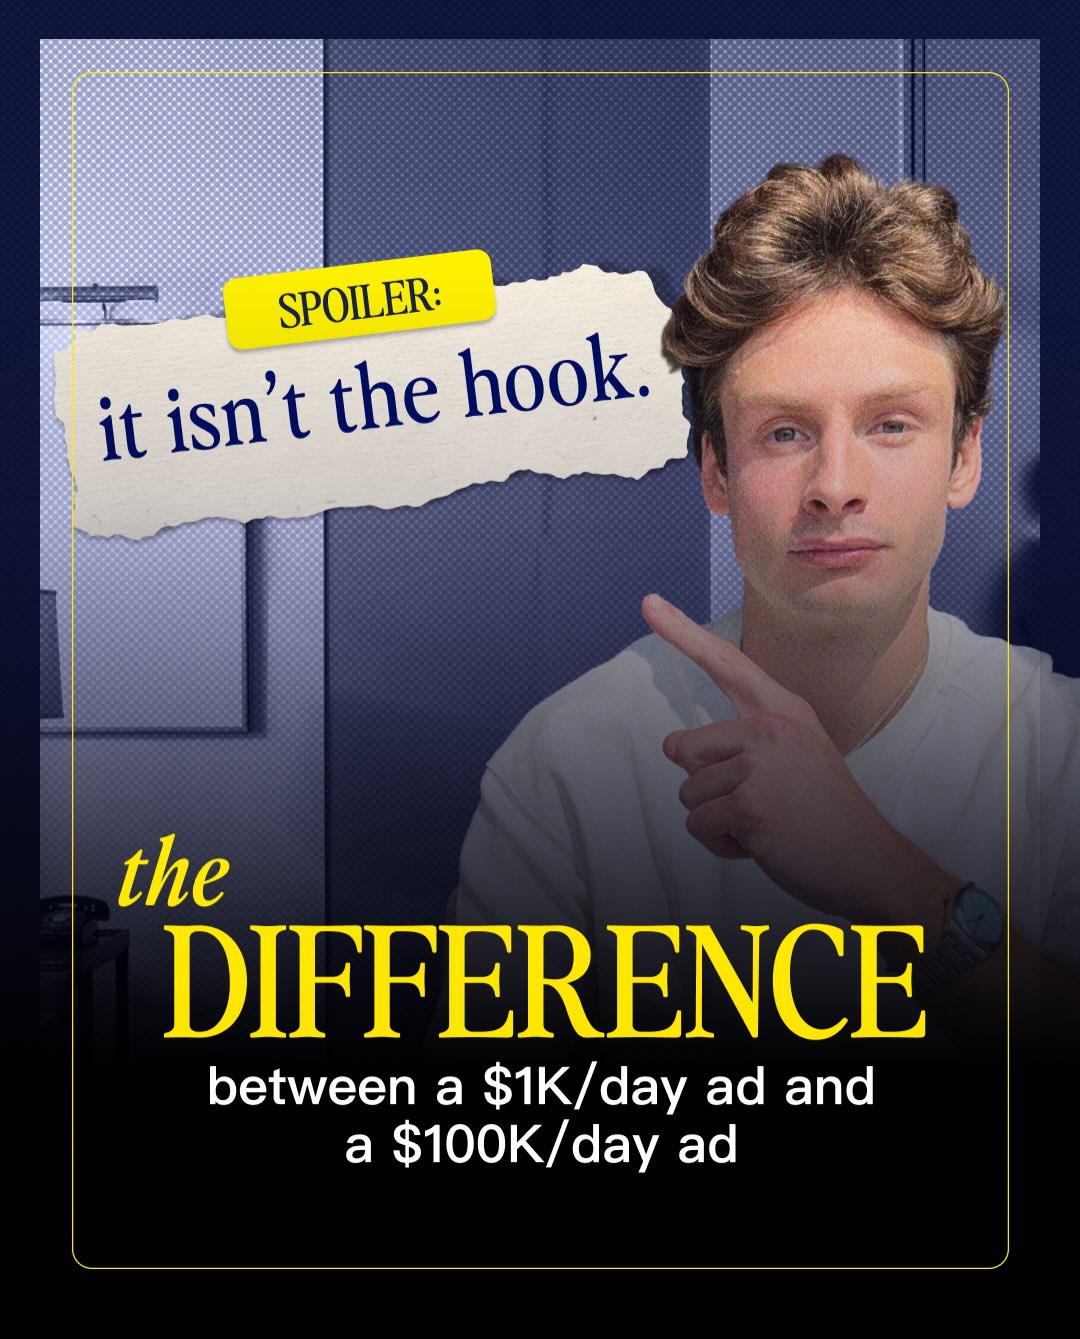 SPOILER:
it isn’t the hook.
the
DIFFERENCE
between a $1K/day ad and
a $100K/day ad